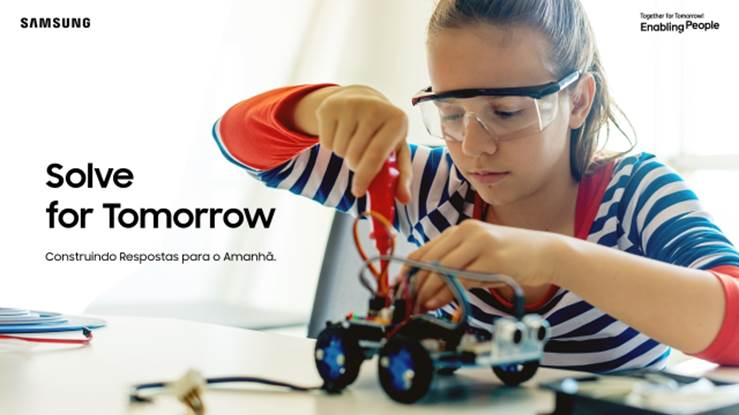 SAMSUNG
Together for Tomorrow!
Enabling People
Solve
for Tomorrow
Construindo Respostas para o Amanhã.